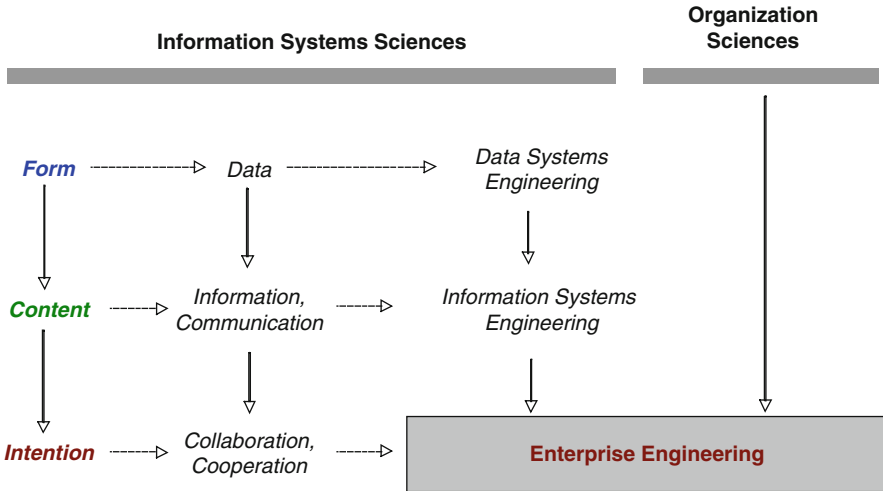 Information Systems Sciences
Organization
Sciences
Form
Data
Data Systems
Engineering
Content
Information,
Communication
Information Systems
Engineering
Intention
Collaboration,
Cooperation
Enterprise Engineering